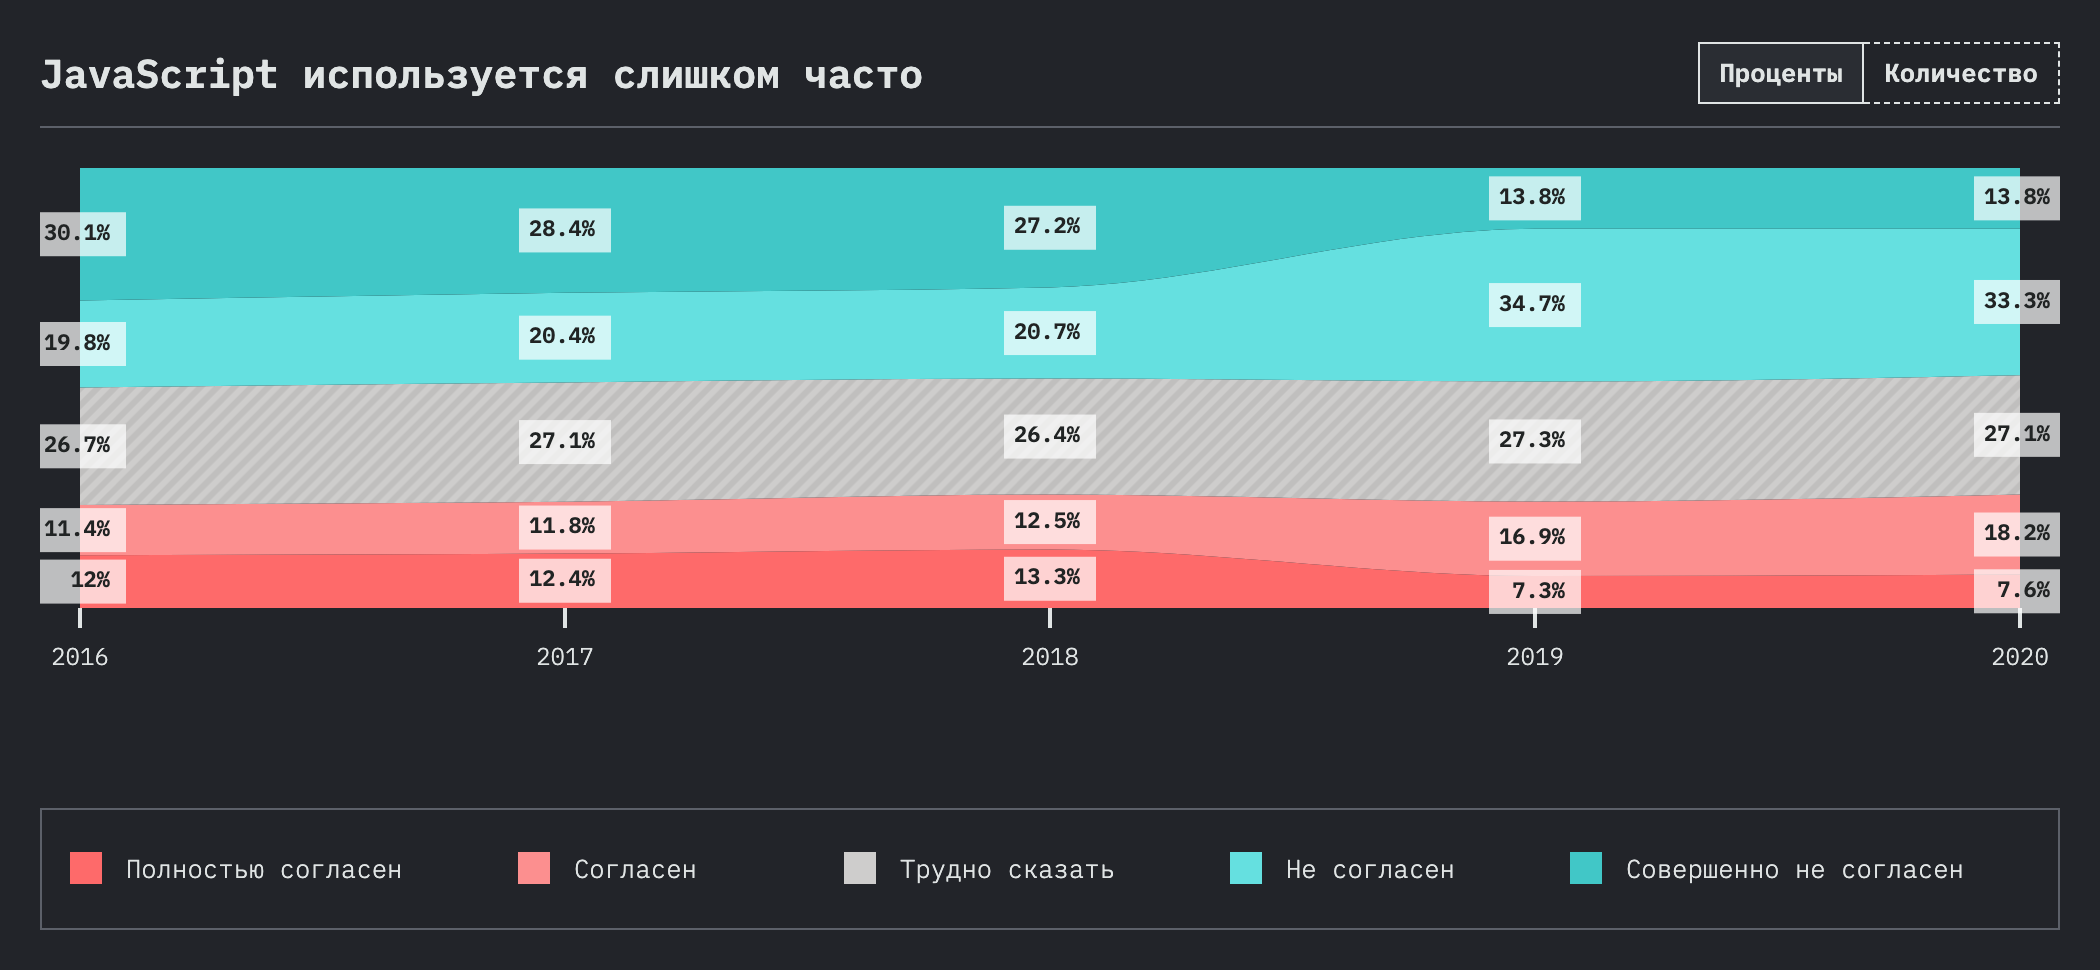 JavaScript используется слишком часто
Проценты Количество
30.1% 28.4% 27.2% 13.8% 13.8%
19.8% 20.4% 20.7% 34.7% 33.3%
26.7% 27.1% 26.4% 27.3% 27.1%
11.4% 11.8% 12.5% 16.9% 18.2%
12% 12.4% 13.3% 7.3% 7.6%
2016 2017 2018 2019 2020
Полностью согласен Согласен Трудно сказать Не согласен Совершенно не согласен